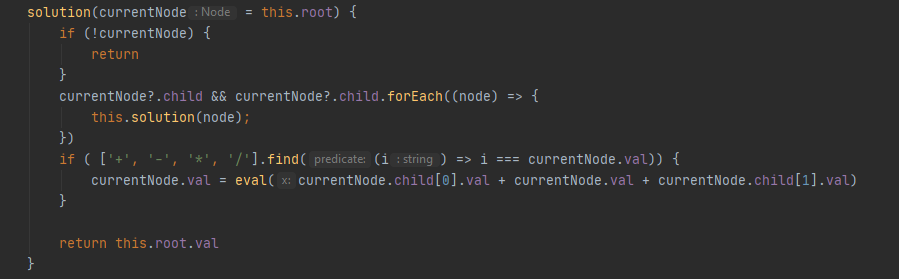 solution(currentNode : Node = this.root) {
    if (!currentNode) {
        return
    }
    currentNode?.child && currentNode?.child.forEach((node) => {
        this.solution(node);
    })
    if ( ['+', '-', '*', '/'].find( predicate: (i : string ) => i === currentNode.val)) {
        currentNode.val = eval( x: currentNode.child[0].val + currentNode.val + currentNode.child[1].val)
    }
    return this.root.val
}